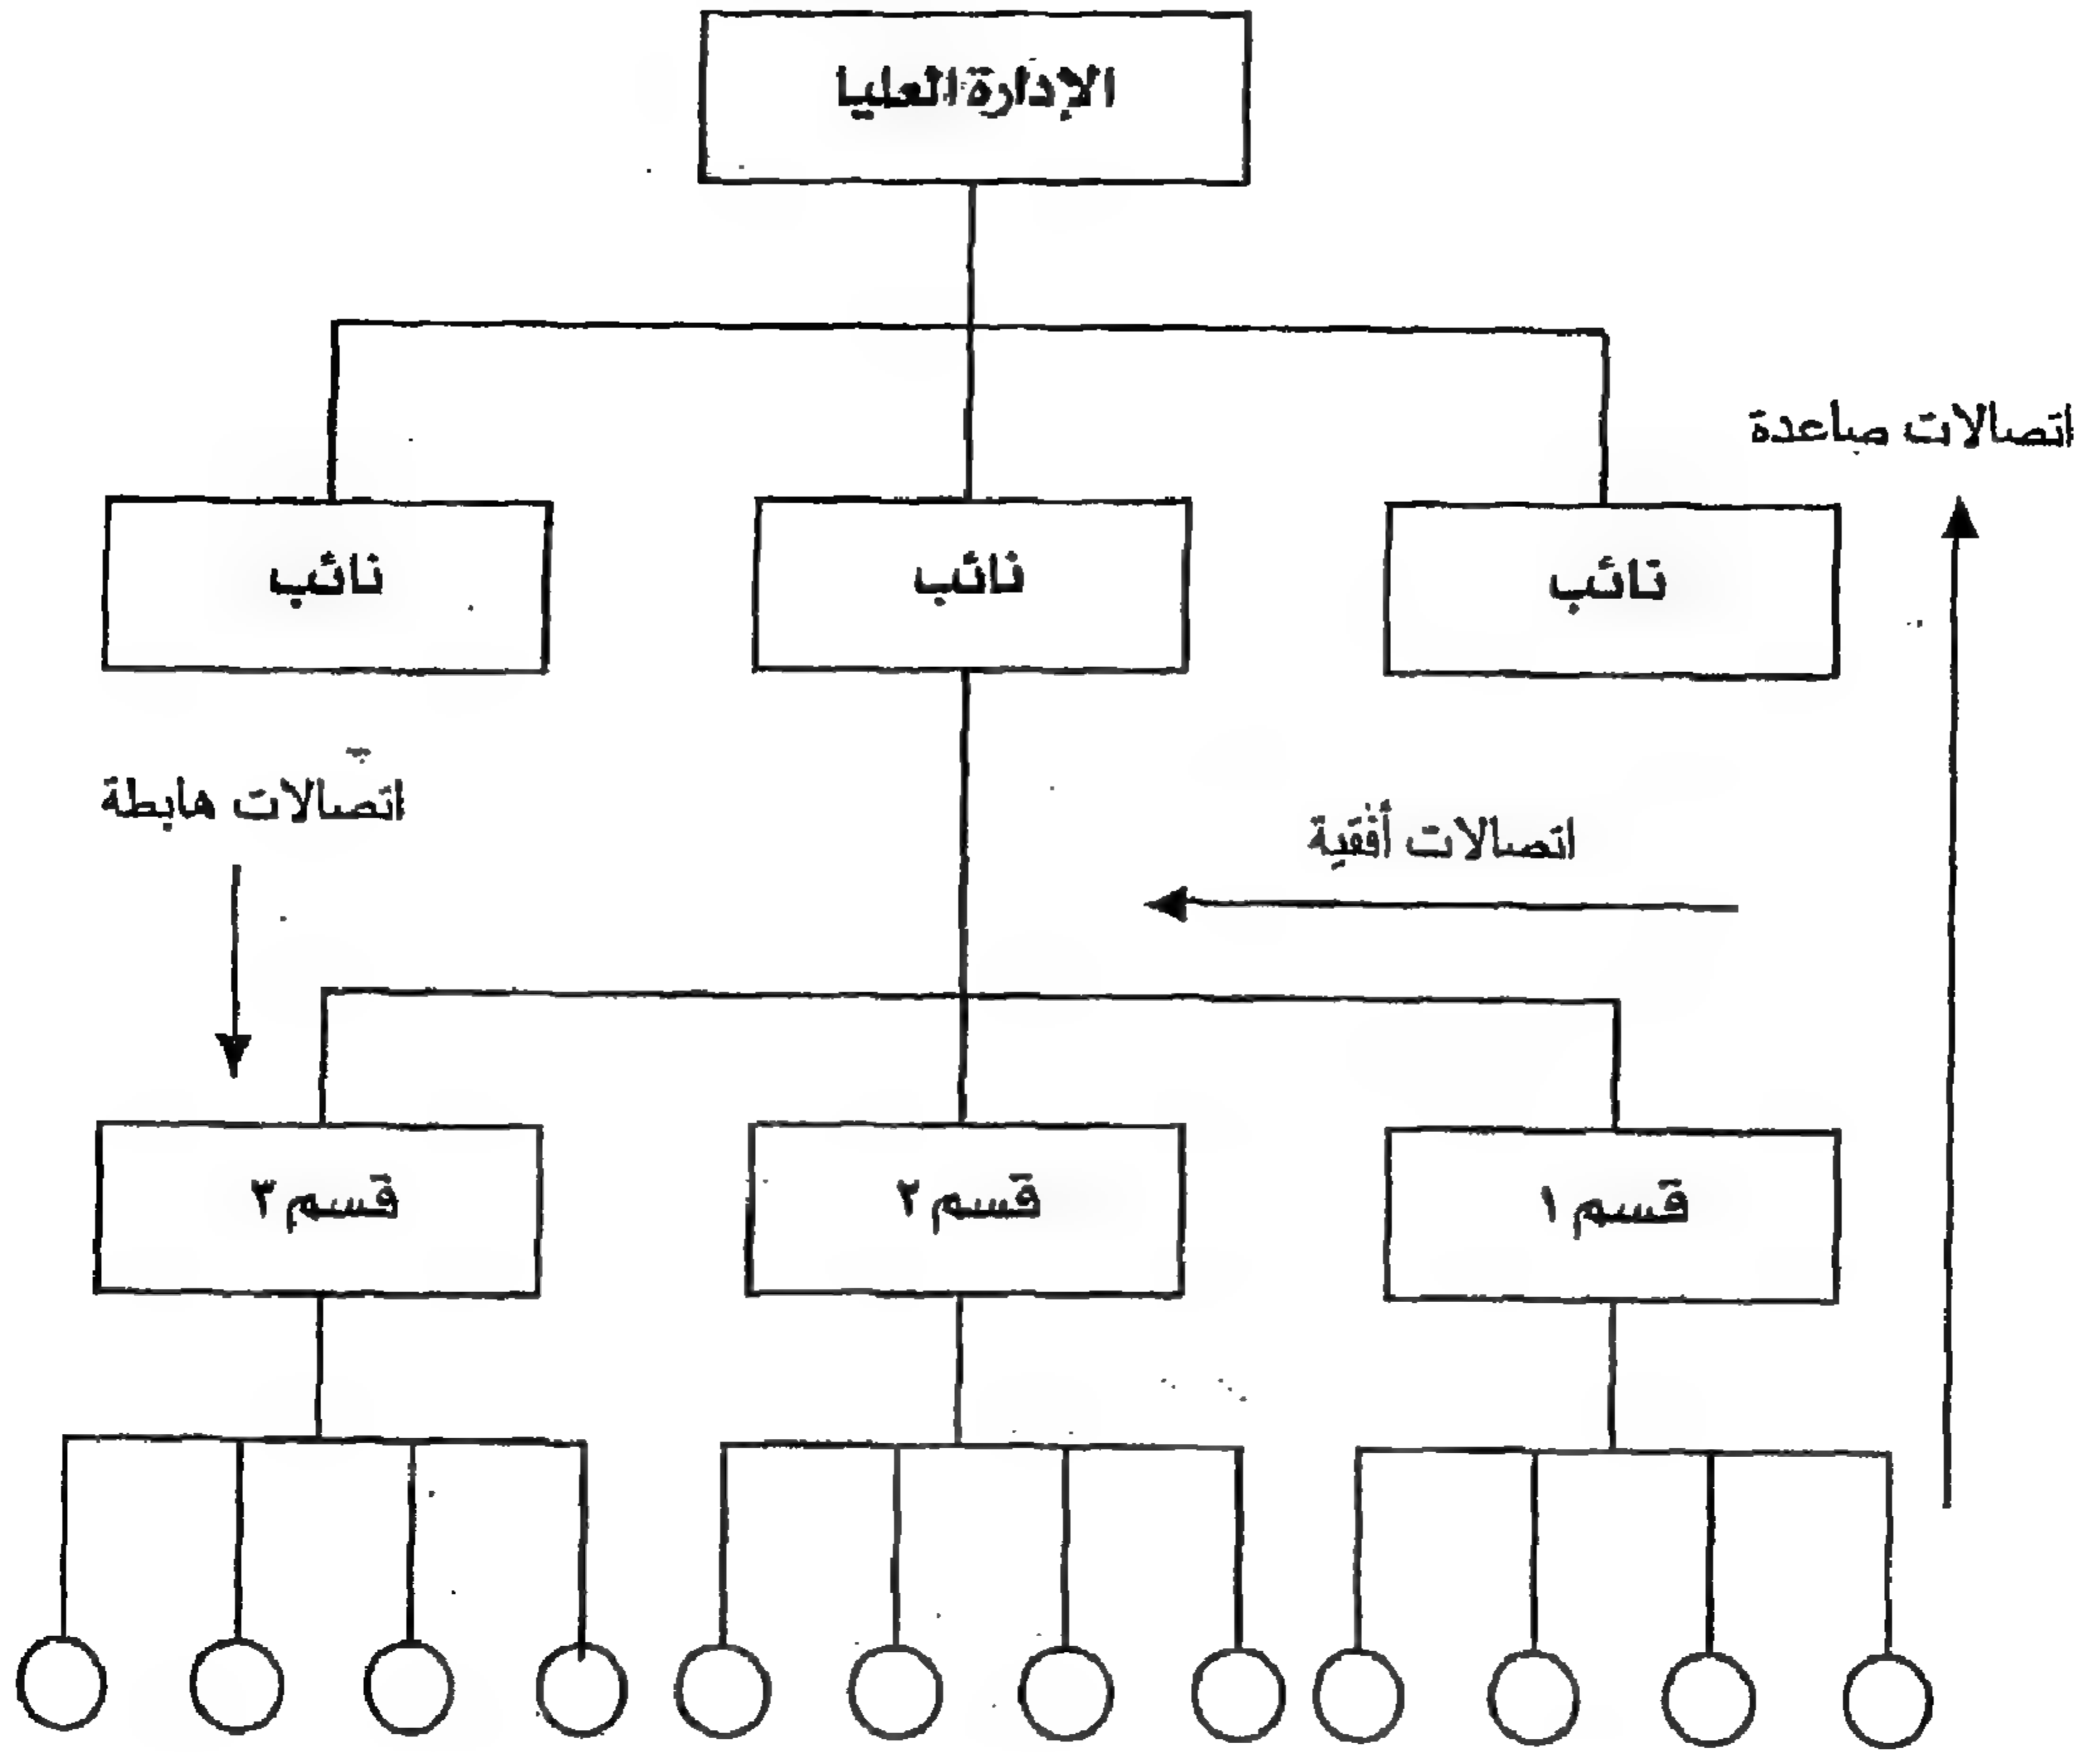 الإدارة العليا
اتصالات صاعدة
نائب
نائب
نائب
اتصالات هابطة
اتصالات أفقية
قسم ١
قسم ٢
قسم ٣